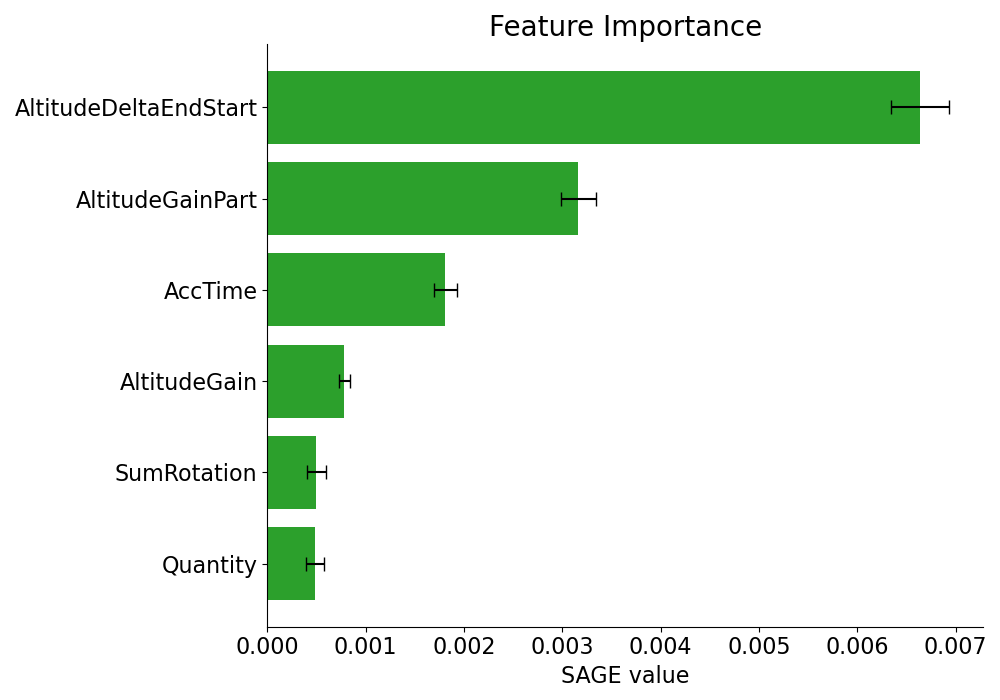 Feature Importance
AltitudeDeltaEndStart
AltitudeGainPart
AccTime
AltitudeGain
SumRotation
Quantity
0.000 0.001 0.002 0.003 0.004 0.005 0.006 0.007
SAGE value